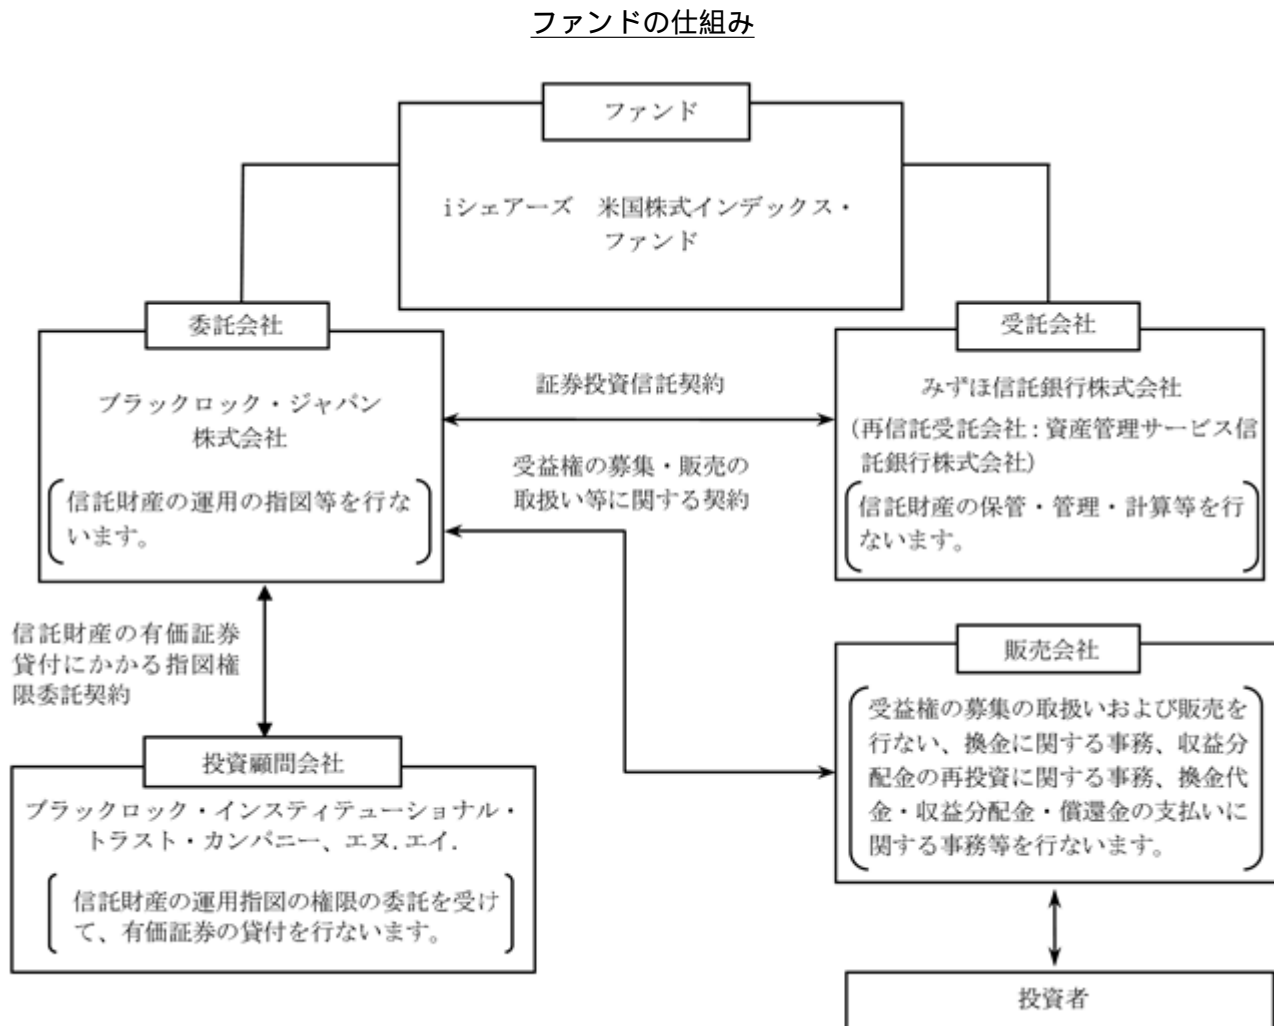 ファンドの仕組み
ファンド
iシェアーズ　米国株式インデックス・
ファンド
委託会社
ブラックロック・ジャパン
株式会社
信託財産の運用の指図等を行な
います。
証券投資信託契約
受益権の募集・販売の
取扱い等に関する契約
受託会社
みずほ信託銀行株式会社
(再信託受託会社：資産管理サービス信
託銀行株式会社)
信託財産の保管・管理・計算等を行
ないます。
信託財産の有価証券
貸付にかかる指図権
限委託契約
投資顧問会社
ブラックロック・インスティテューショナル・
トラスト・カンパニー、エヌ.エイ.
信託財産の運用指図の権限の委託を受け
て、有価証券の貸付を行ないます。
販売会社
受益権の募集の取扱いおよび販売を
行ない、換金に関する事務、収益分
配金の再投資に関する事務、換金代
金・収益分配金・償還金の支払いに
関する事務等を行ないます。
投資者